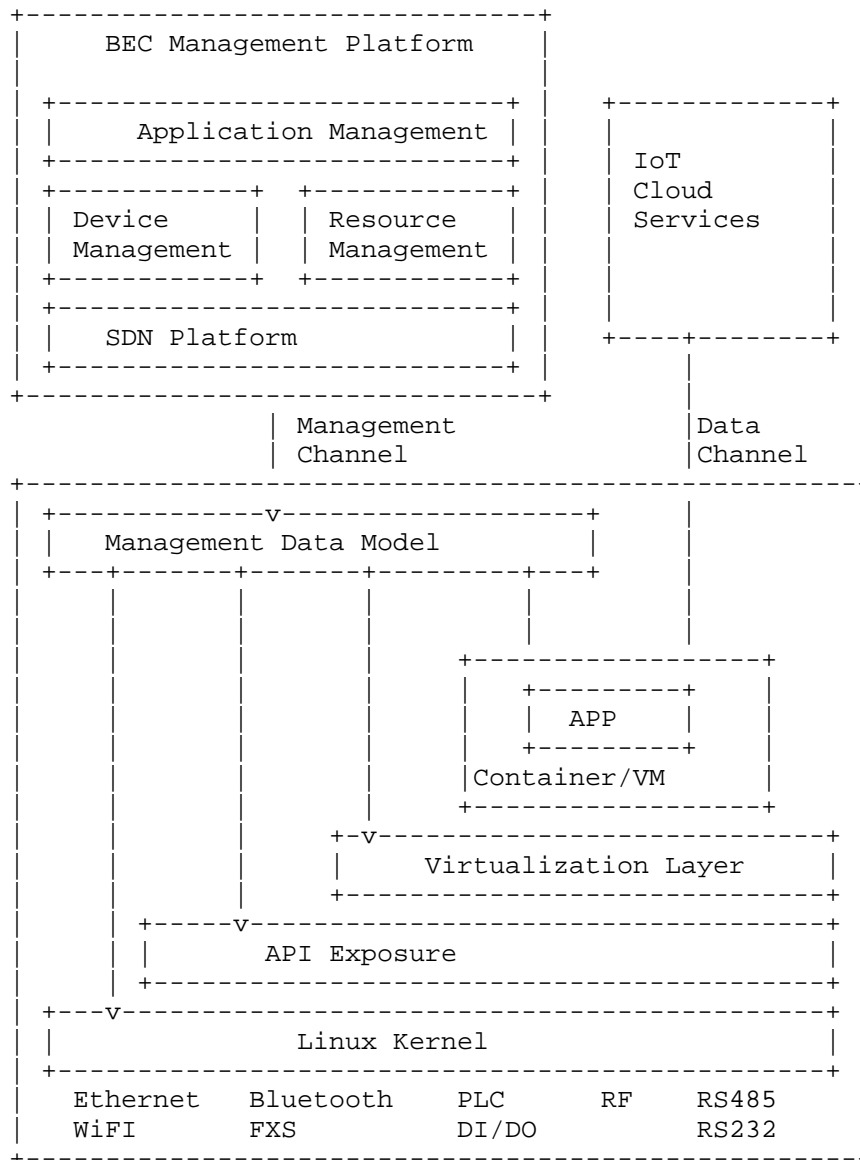 BEC Management Platform
Application Management
IoT
Cloud
Services
Device Resource
Management Management
SDN Platform
Management Data
Channel Channel
Management Data Model
APP
Container/VM
Virtualization Layer
API Exposure
Linux Kernel
Ethernet Bluetooth PLC RF RS485
WiFI FXS DI/DO RS232